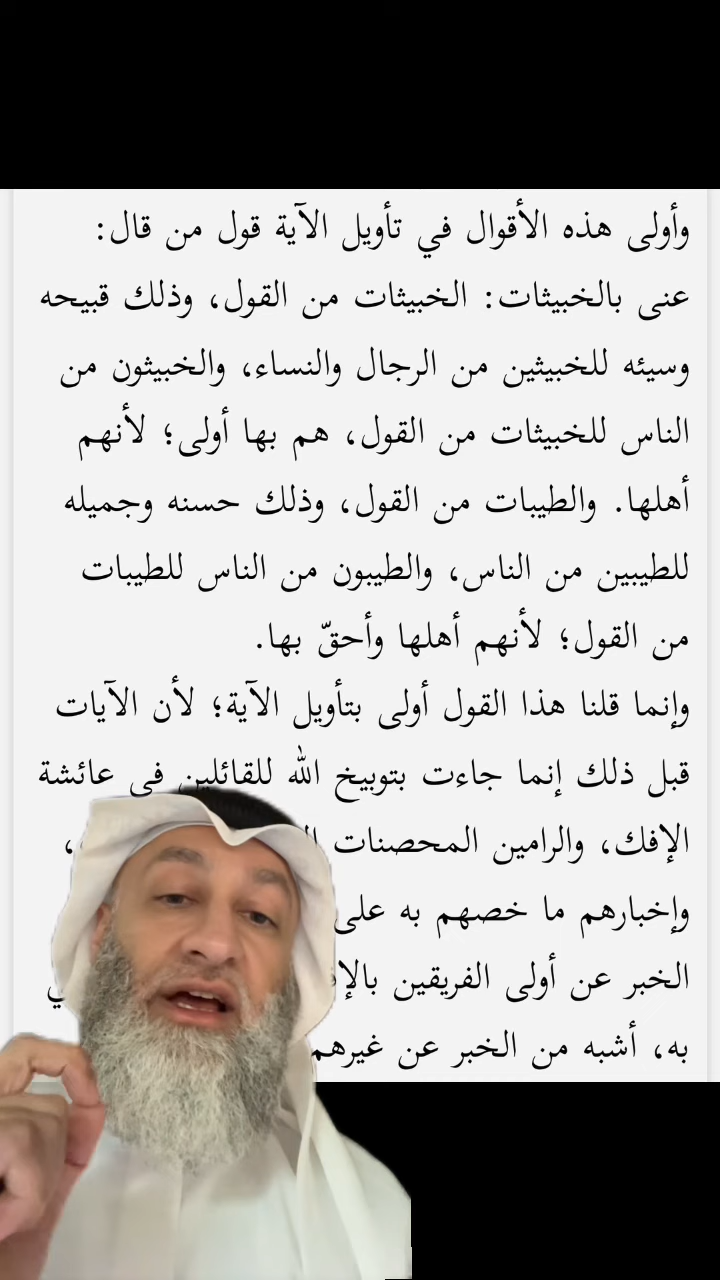 وأولى هذه الأقوال في تأويل الآية قول من قال:
عنى بالخبيثات: الخبيثات من القول، وذلك قبيحه
وسيئه للخبيثين من الرجال والنساء، والخبيثون من
الناس للخبيثات من القول، هم بها أولى؛ لأنهم
أهلها. والطيبات من القول، وذلك حسنه وجميله
للطيبين من الناس، والطيبون من الناس للطيبات
من القول؛ لأنهم أهلها وأحقّ بها.
وإنما قلنا هذا القول أولى بتأويل الآية؛ لأن الآيات
قبل ذلك إنما جاءت بتوبيخ الله للقائلين في عائشة
الإفك، والرامين المحصنات
وإخبارهم ما خصهم به على
الخبر عن أولى الفريقين
به، أشبه من الخبر عن غيرهم